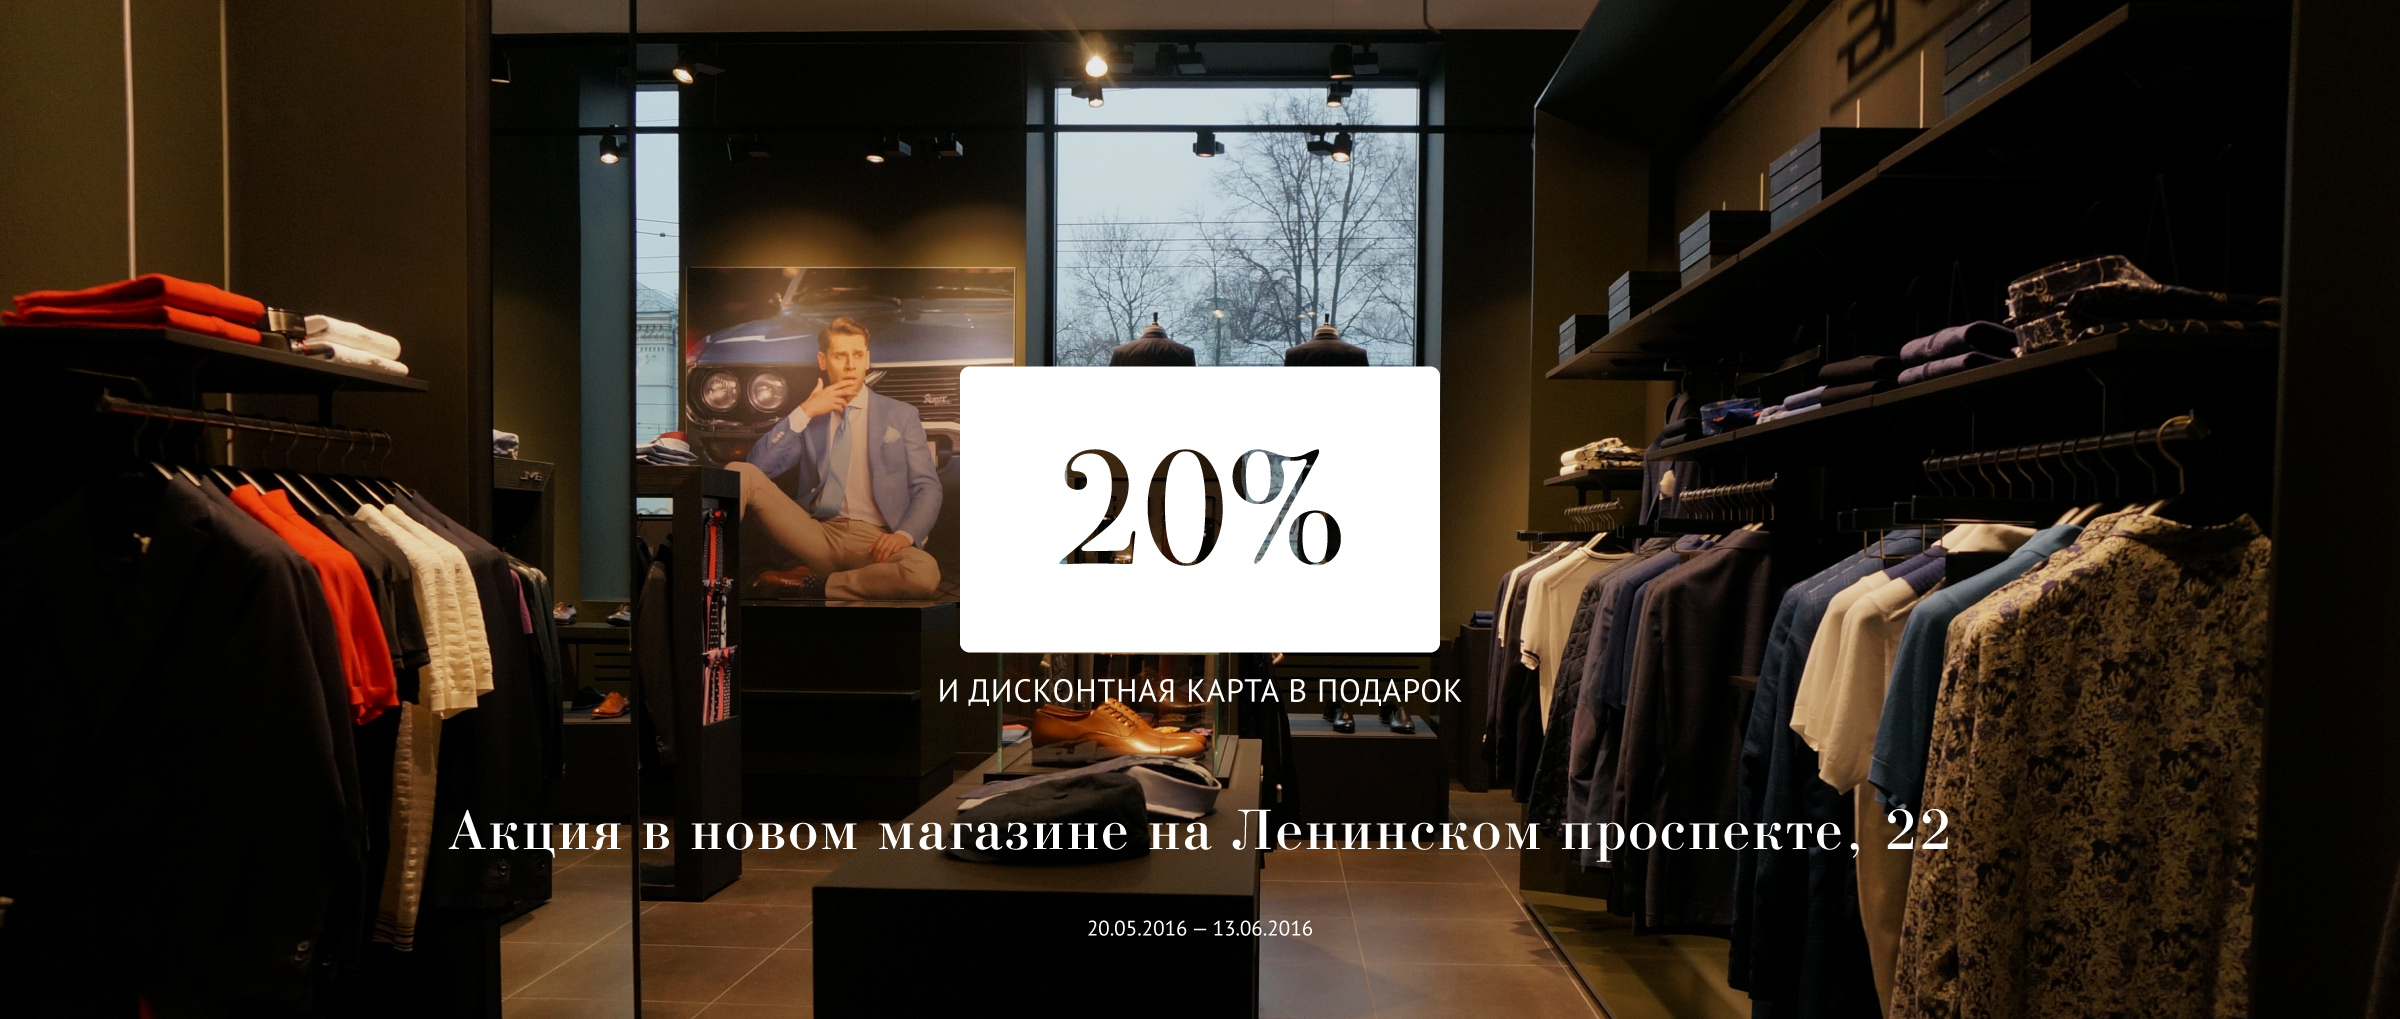 20%
И ДИСКОНТНАЯ КАРТА В ПОДАРОК
Акция в новом магазине на Ленинском проспекте, 22
20.05.2016 — 13.06.2016